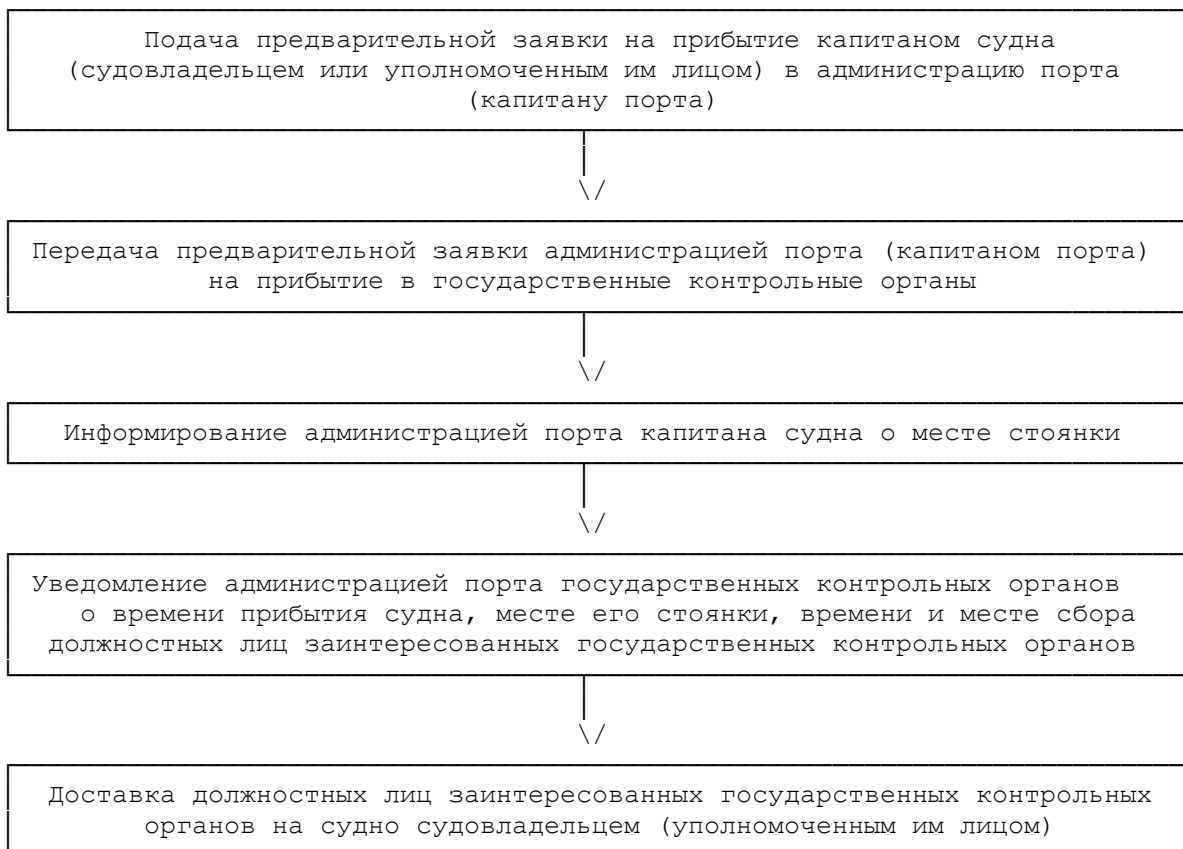 Подача предварительной заявки на прибытие капитаном судна
(судовладельцем или уполномоченным им лицом) в администрацию порта
(капитану порта)
Передача предварительной заявки администрацией порта (капитаном порта)
на прибытие в государственные контрольные органы
Информирование администрацией порта капитана судна о месте стоянки
Уведомление администрацией порта государственных контрольных органов
о времени прибытия судна, месте его стоянки, времени и месте сбора
должностных лиц заинтересованных государственных контрольных органов
Доставка должностных лиц заинтересованных государственных контрольных
органов на судно судовладельцем (уполномоченным им лицом)